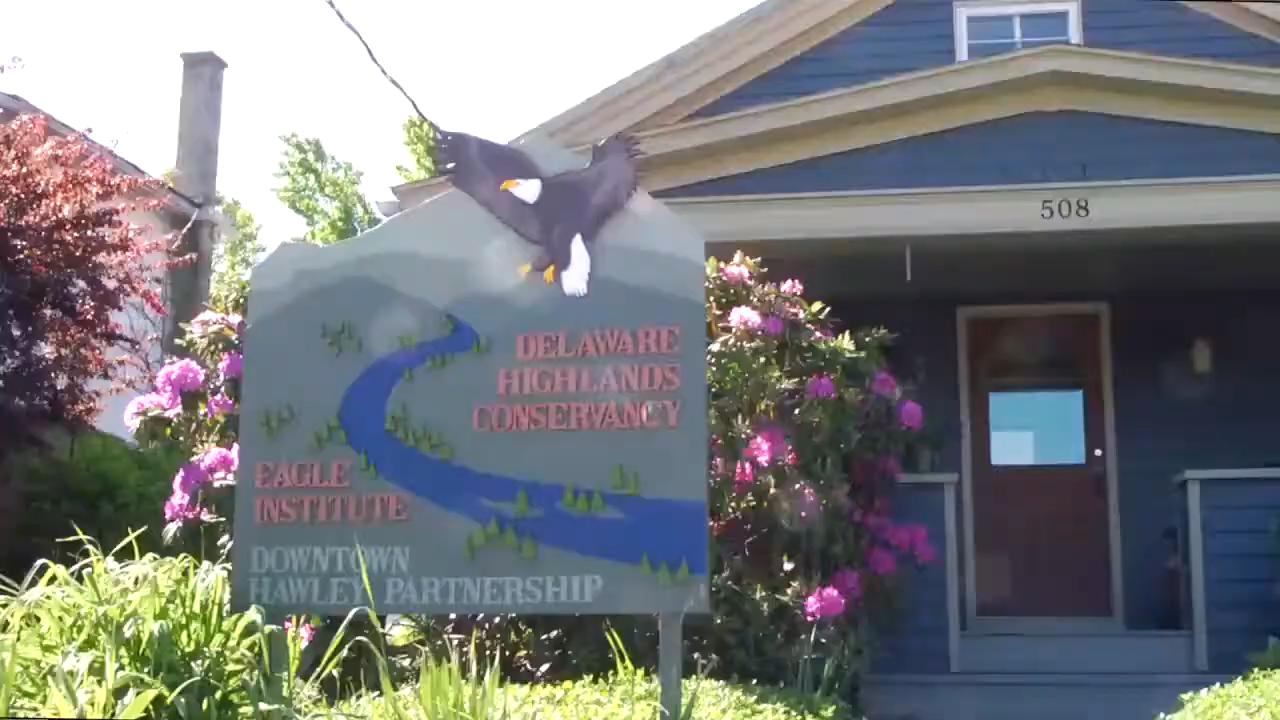 508
DELAWARE
HIGHLANDS
CONSERVANCY
EAGLE
INSTITUTE
DOWNTOWN
HAWLEY PARTNERSHIP